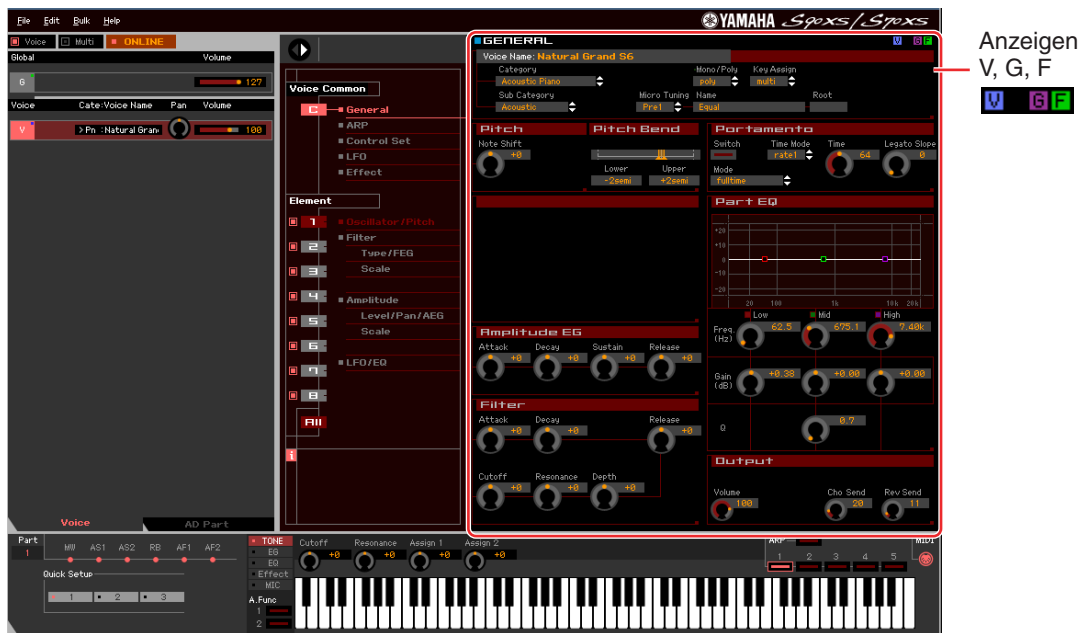 File Edit Bulk Help
YAMAHA S90XS/S70XS
Voice Multi ONLINE
Global Volume
G 127
Voice Cate:Voice Name Pan Volume
V Pn :Natural Gran 100
Voice AD Part
Voice Common
C General
ARP
Control Set
LFO
Effect
Element
1 Oscillator/Pitch
2 Filter
Type/FEG
3 Scale
4 Amplitude
5 Level/Pan/AEG
Scale
6
7 LFO/EQ
8
All
i
GENERAL V G F
Voice Name: Natural Grand S6
Category Mono/Poly Key Assign
Acoustic Piano poly multi
Sub Category Micro Tuning Name Root
Acoustic Pre1 Equal
Pitch
Note Shift
+0
Pitch Bend
Lower Upper
-2semi +2semi
Portamento
Switch Time Mode Time Legato Slope
rate1 64 0
Mode
fulltime
Part EQ
+20
+10
0
-10
-20
20 100 1k 10k 20k
Low Mid High
Freq. (Hz) 62.5 675.1 7.40k
Gain (dB) +0.38 +0.00 +0.00
Q 0.7
Amplitude EG
Attack Decay Sustain Release
+0 +0 +0 +0
Filter
Attack Decay Release
+0 +0 +0
Cutoff Resonance Depth
+0 +0 +0
Output
Volume Cho Send Rev Send
100 20 11
Anzeigen
V, G, F
V G F
Part
1
MW AS1 AS2 RB AF1 AF2
Quick Setup
1 2 3
TONE
EG
EQ
Effect
MIC
A.Func
1
2
Cutoff Resonance Assign 1 Assign 2
+0 +0 +0 +0
ARP
1 2 3 4 5
MIDI